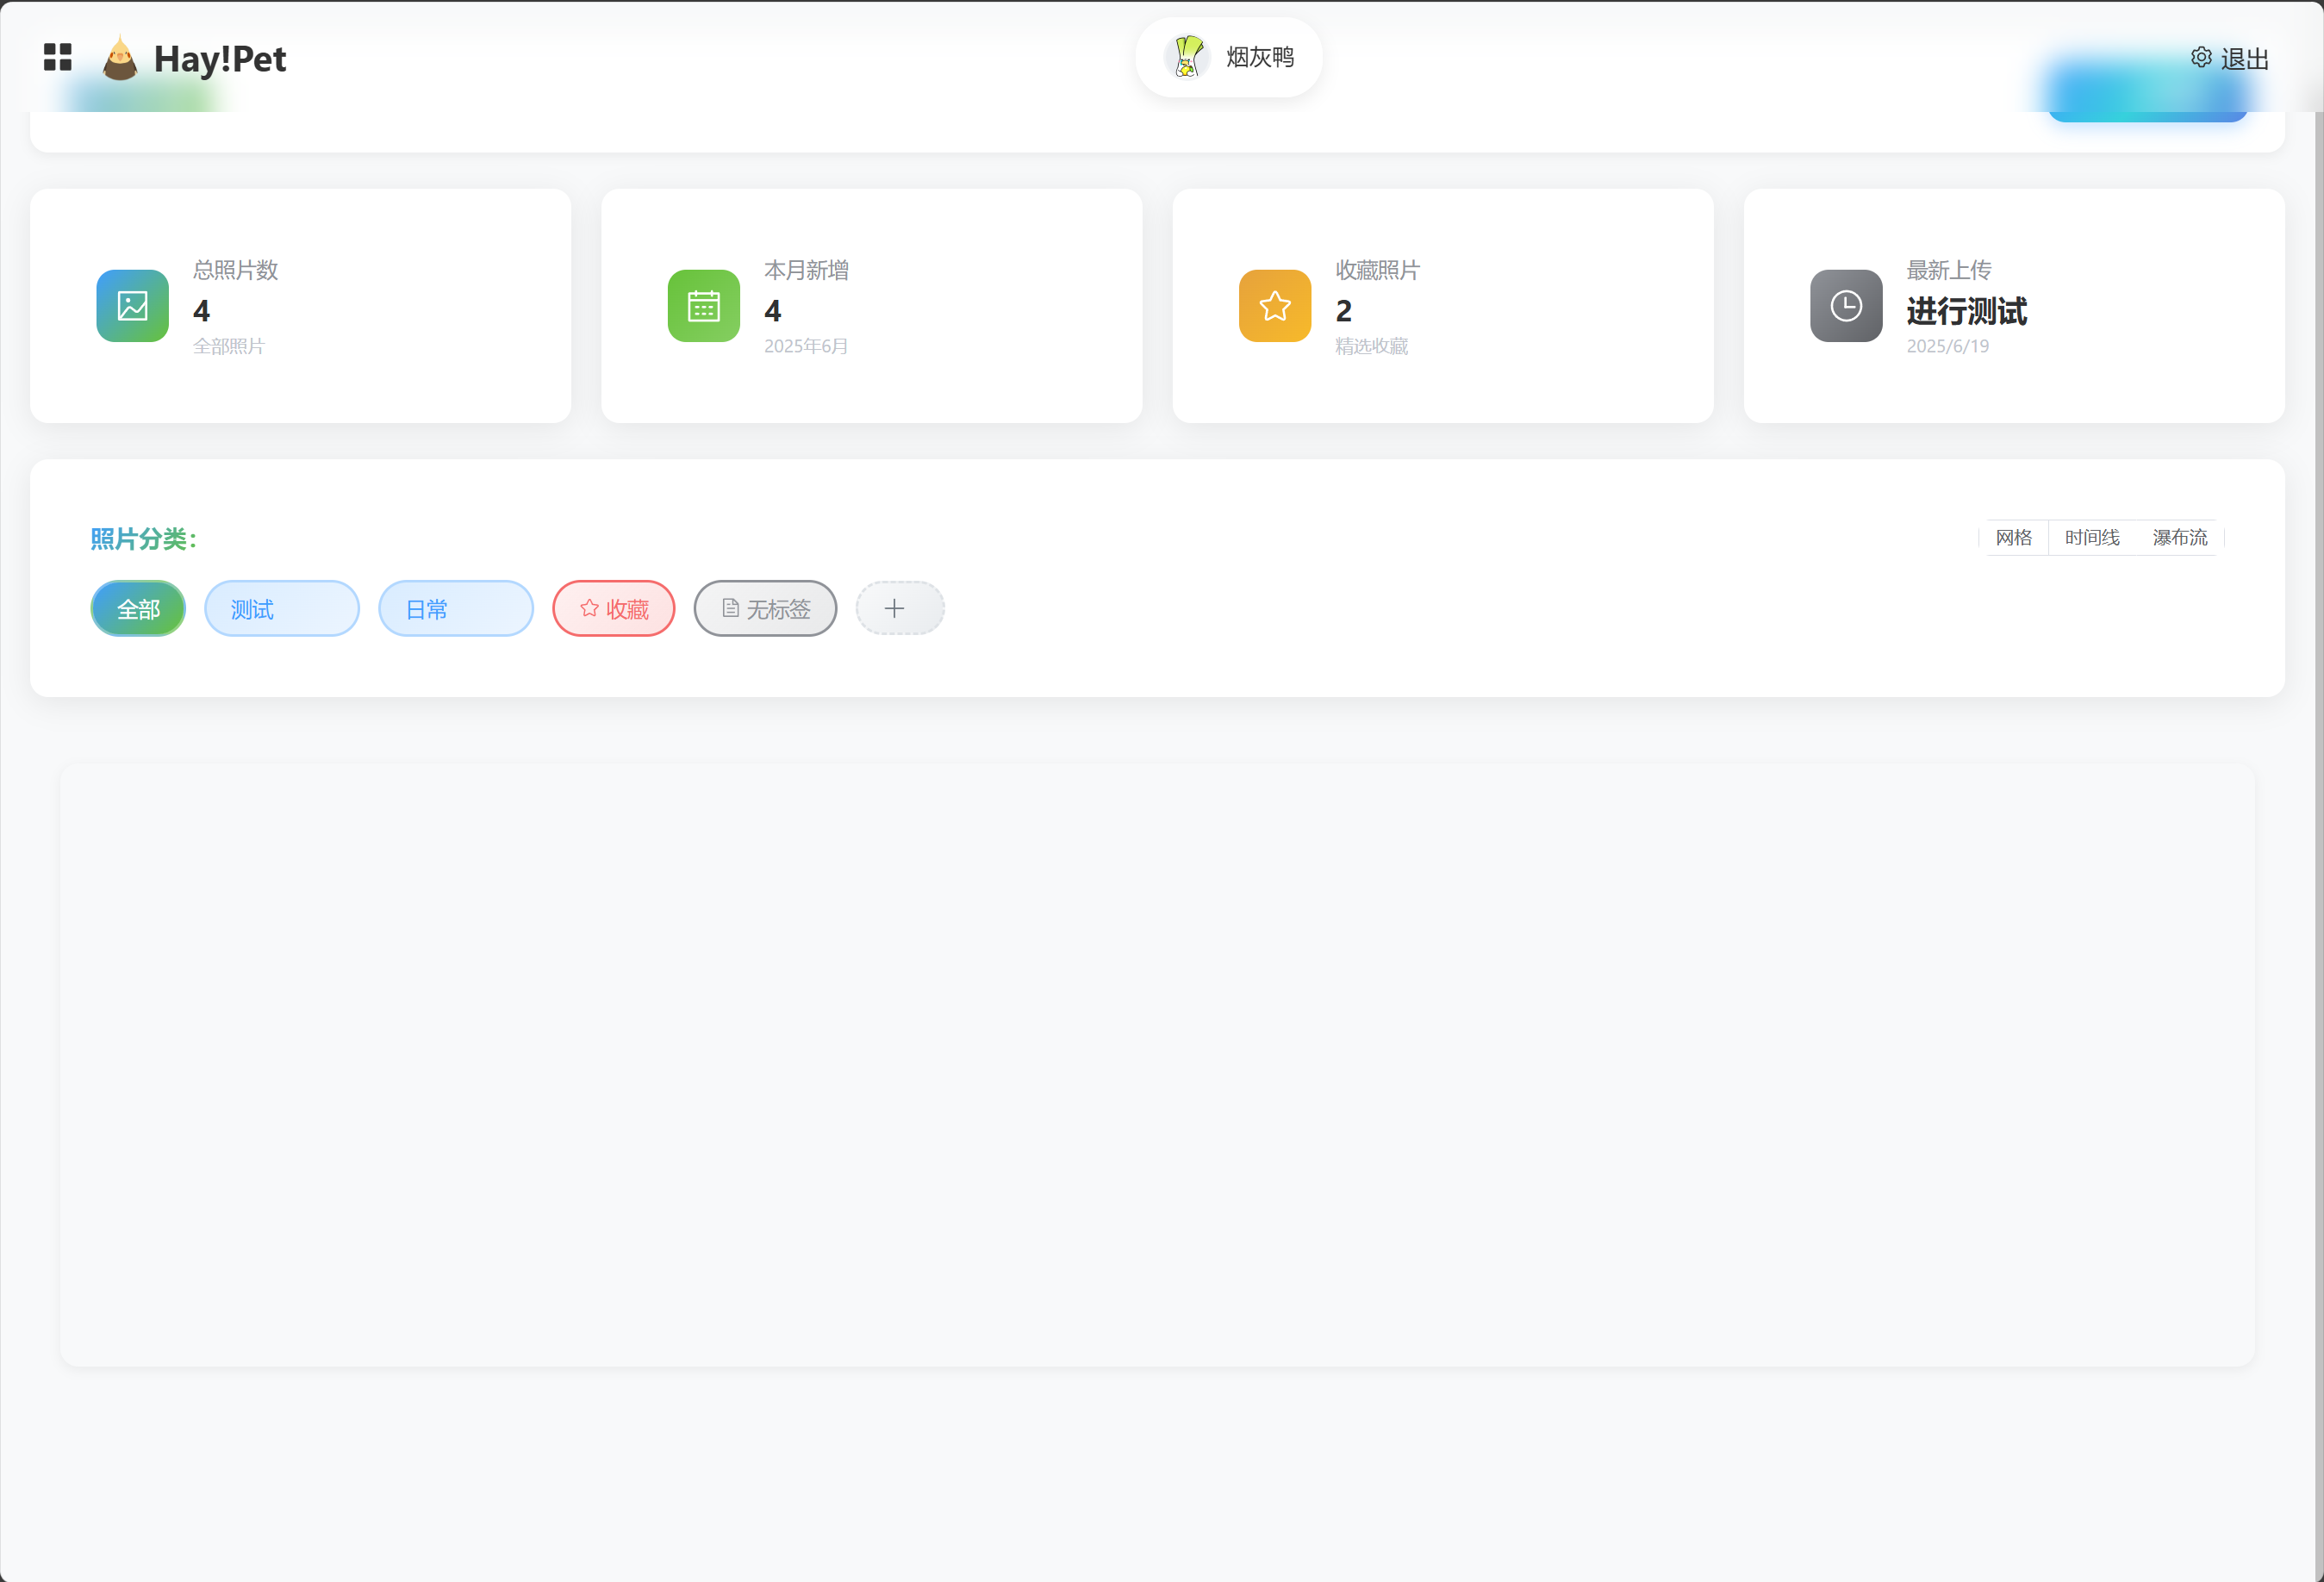 Hay!Pet
烟灰鸭
退出
总照片数
4
全部照片
本月新增
4
2025年6月
收藏照片
2
精选收藏
最新上传
进行测试
2025/6/19
照片分类：
网格 时间线 瀑布流
全部 测试 日常 收藏 无标签